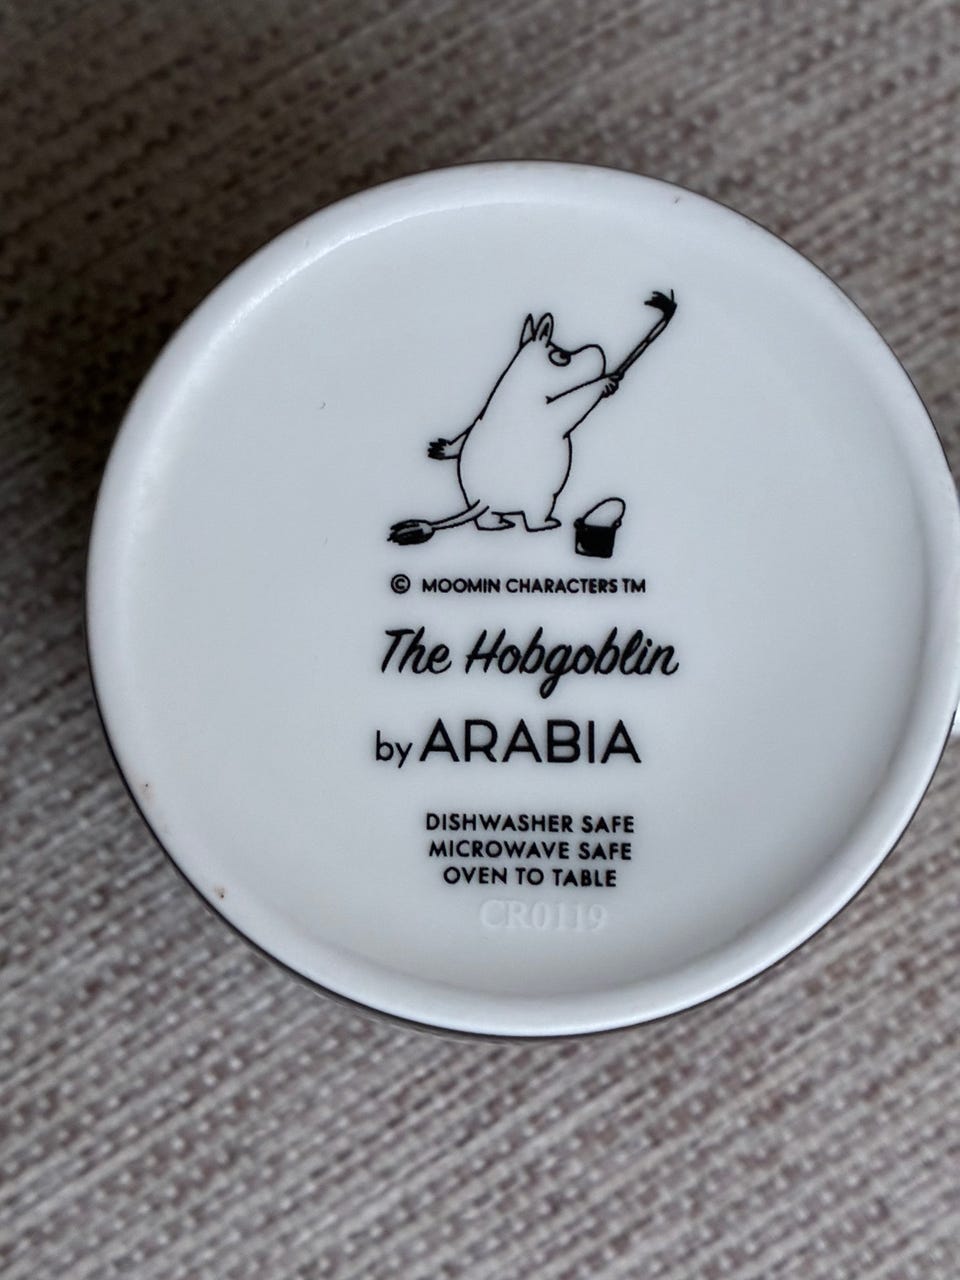 © MOOMIN CHARACTERS TM
The Hobgoblin
by ARABIA
DISHWASHER SAFE
MICROWAVE SAFE
OVEN TO TABLE
CR0119